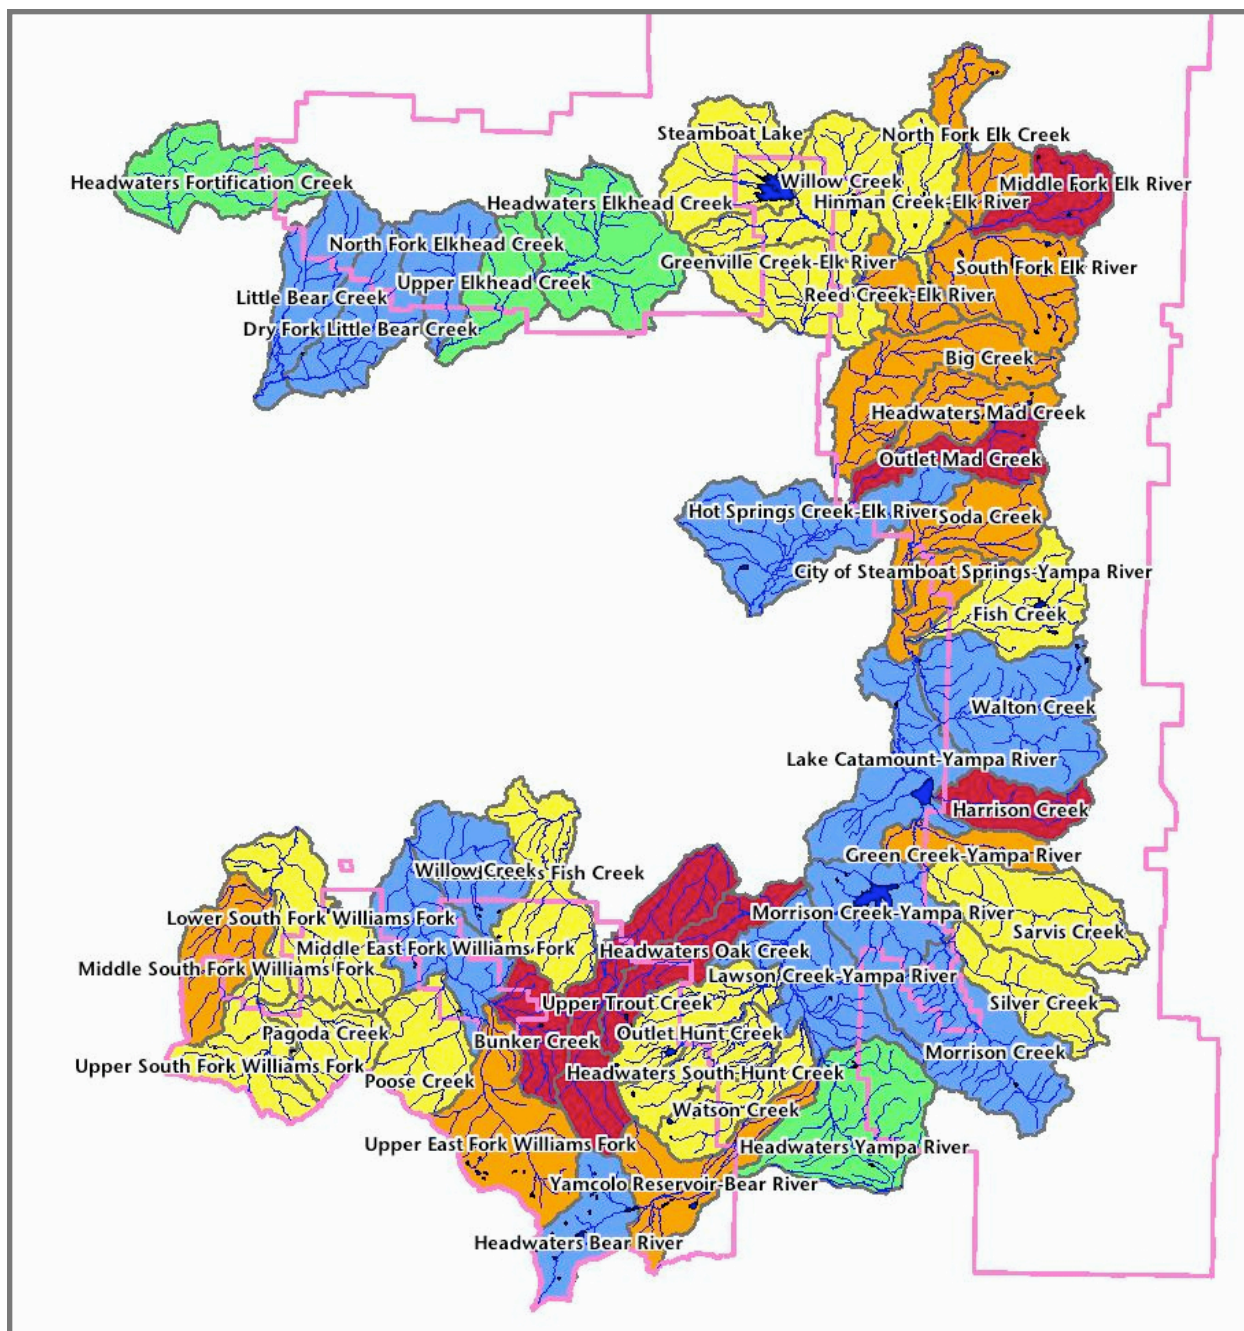 Steamboat Lake
North Fork Elk Creek
Headwaters Fortification Creek
Willow Creek
Middle Fork Elk River
Headwaters Elkhead Creek
Hinman Creek-Elk River
North Fork Elkhead Creek
Greenville Creek-Elk River
South Fork Elk River
Upper Elkhead Creek
Little Bear Creek
Reed Creek-Elk River
Dry Fork Little Bear Creek
Big Creek
Headwaters Mad Creek
Outlet Mad Creek
Hot Springs Creek-Elk River
Soda Creek
City of Steamboat Springs-Yampa River
Fish Creek
Walton Creek
Lake Catamount-Yampa River
Harrison Creek
Green Creek-Yampa River
Willow Creek
Fish Creek
Lower South Fork Williams Fork
Morrison Creek-Yampa River
Sarvis Creek
Middle East Fork Williams Fork
Headwaters Oak Creek
Middle South Fork Williams Fork
Lawson Creek-Yampa River
Upper Trout Creek
Silver Creek
Pagoda Creek
Outlet Hunt Creek
Bunker Creek
Morrison Creek
Upper South Fork Williams Fork
Poose Creek
Headwaters South Hunt Creek
Watson Creek
Upper East Fork Williams Fork
Headwaters Yampa River
Yamcolo Reservoir-Bear River
Headwaters Bear River